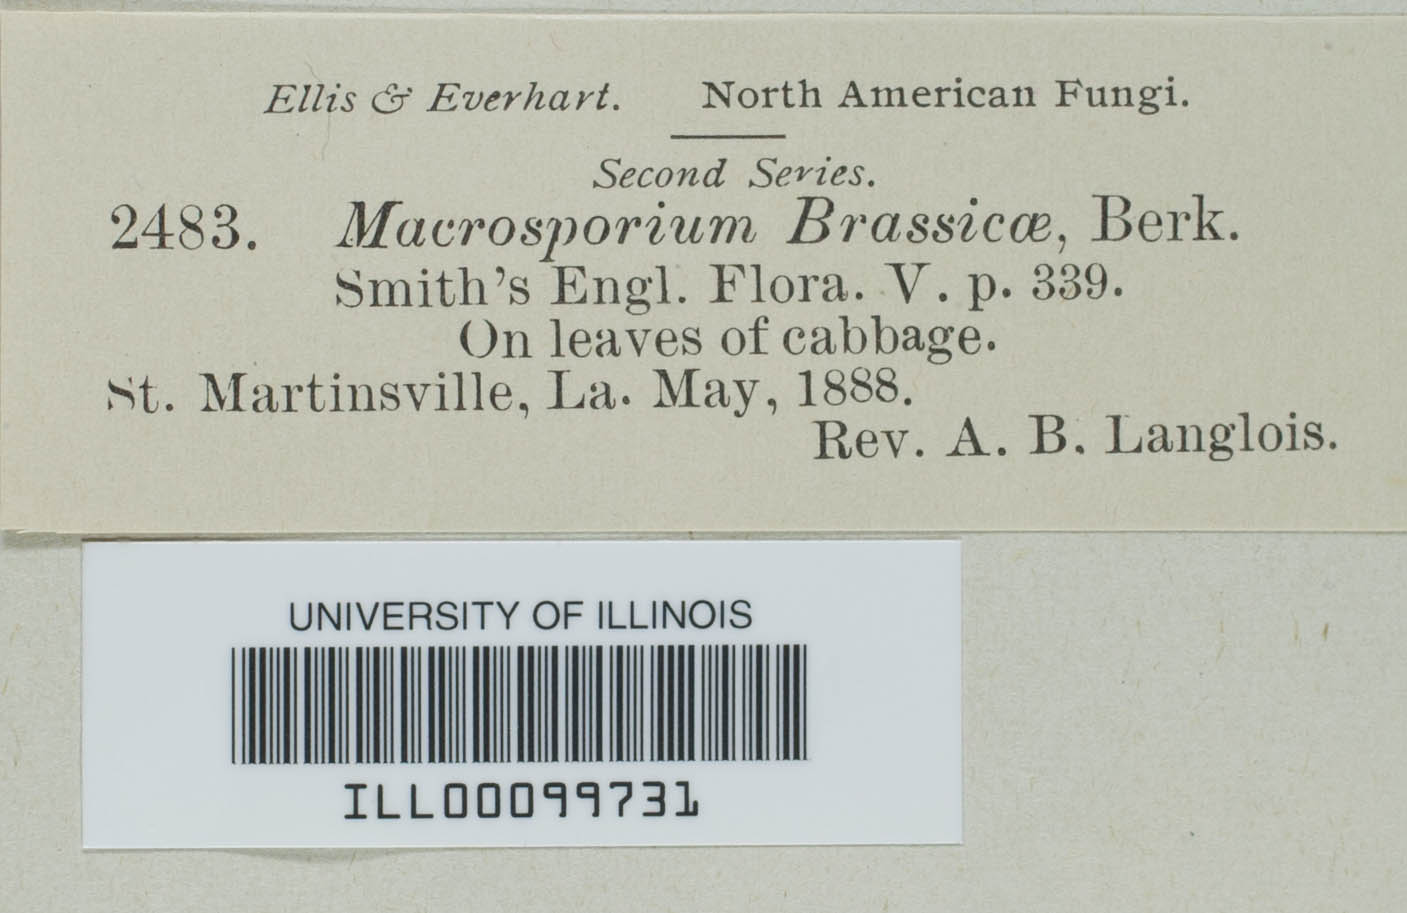 Ellis & Everhart. North American Fungi.
Second Series.
2483. Macrosporium Brassicæ, Berk.
Smith's Engl. Flora. V. p. 339.
On leaves of cabbage.
St. Martinsville, La. May, 1888.
Rev. A. B. Langlois.
UNIVERSITY OF ILLINOIS
ILL00099731